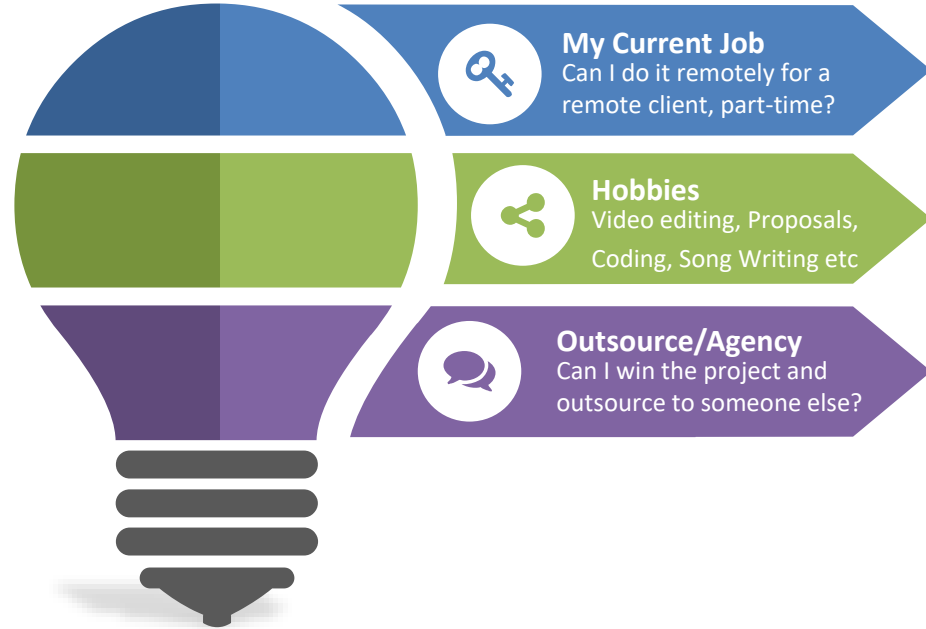 My Current Job
Can I do it remotely for a
remote client, part-time?
Hobbies
Video editing, Proposals,
Coding, Song Writing etc
Outsource/Agency
Can I win the project and
outsource to someone else?